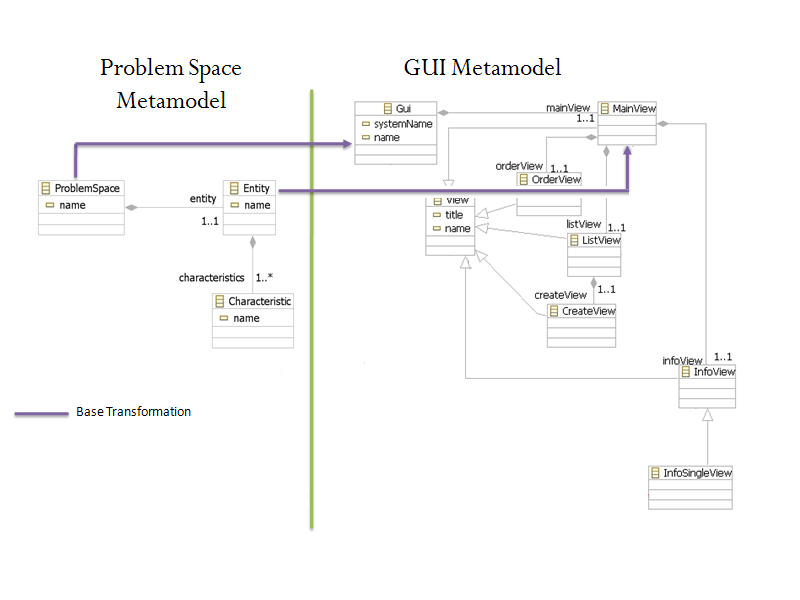 Problem Space
Metamodel
GUI Metamodel
Gui
systemName
name
mainView
1..1
MainView
orderView
1..1
OrderView
ProblemSpace
name
entity
1..1
Entity
name
View
title
name
listView
1..1
ListView
characteristics
1..*
Characteristic
name
createView
1..1
CreateView
infoView
1..1
InfoView
Base Transformation
InfoSingleView